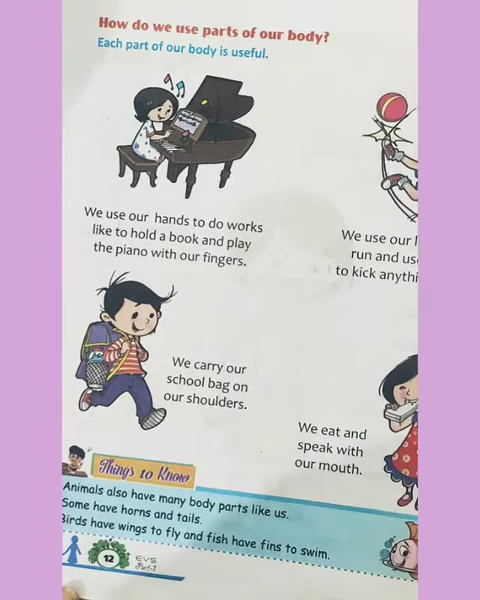 How do we use parts of our body?
Each part of our body is useful.
We use our hands to do works
like to hold a book and play
the piano with our fingers.
We use our
run and
to kick
We carry our
school bag on
our shoulders.
We eat and
speak with
our mouth.
Things to Know
Animals also have many body parts like us.
Some have horns and tails.
Birds have wings to fly and fish have fins to swim.
12
EVS
Part-1